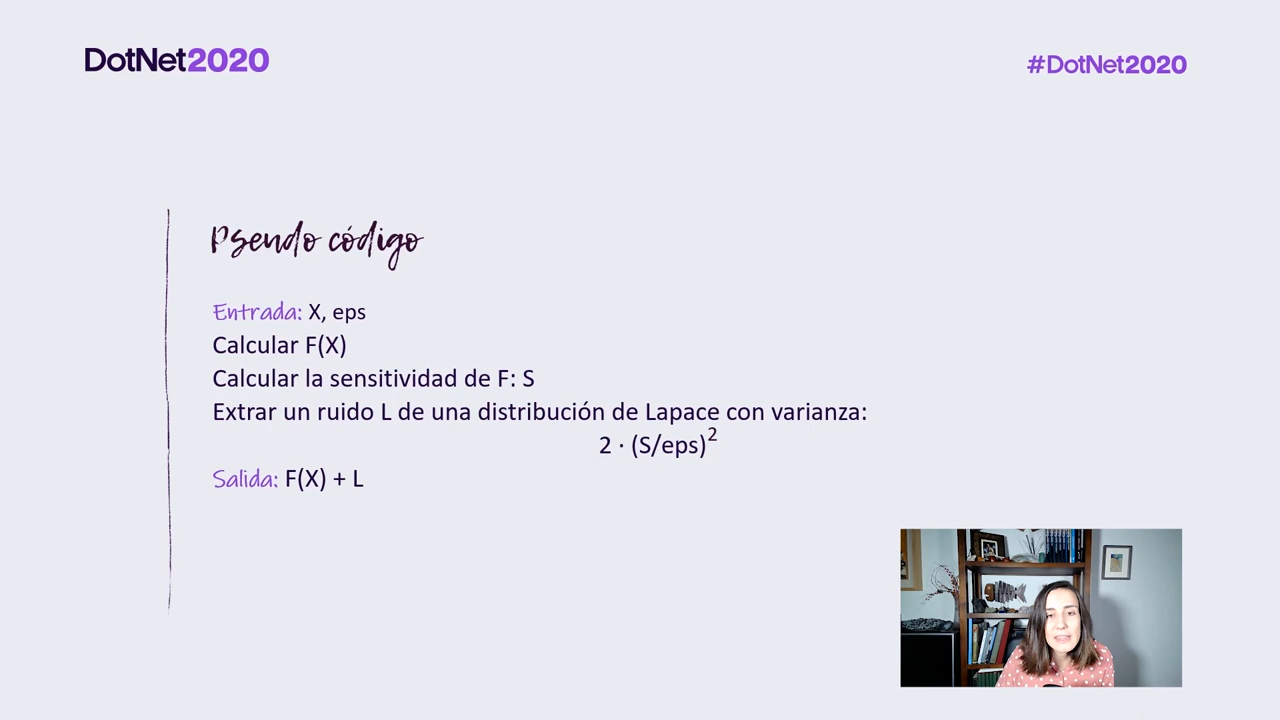 DotNet2020
#DotNet2020
Pseudo código
Entrada: X, eps
Calcular F(X)
Calcular la sensitividad de F: S
Extrar un ruido L de una distribución de Lapace con varianza:
2 · (S/eps)²
Salida: F(X) + L